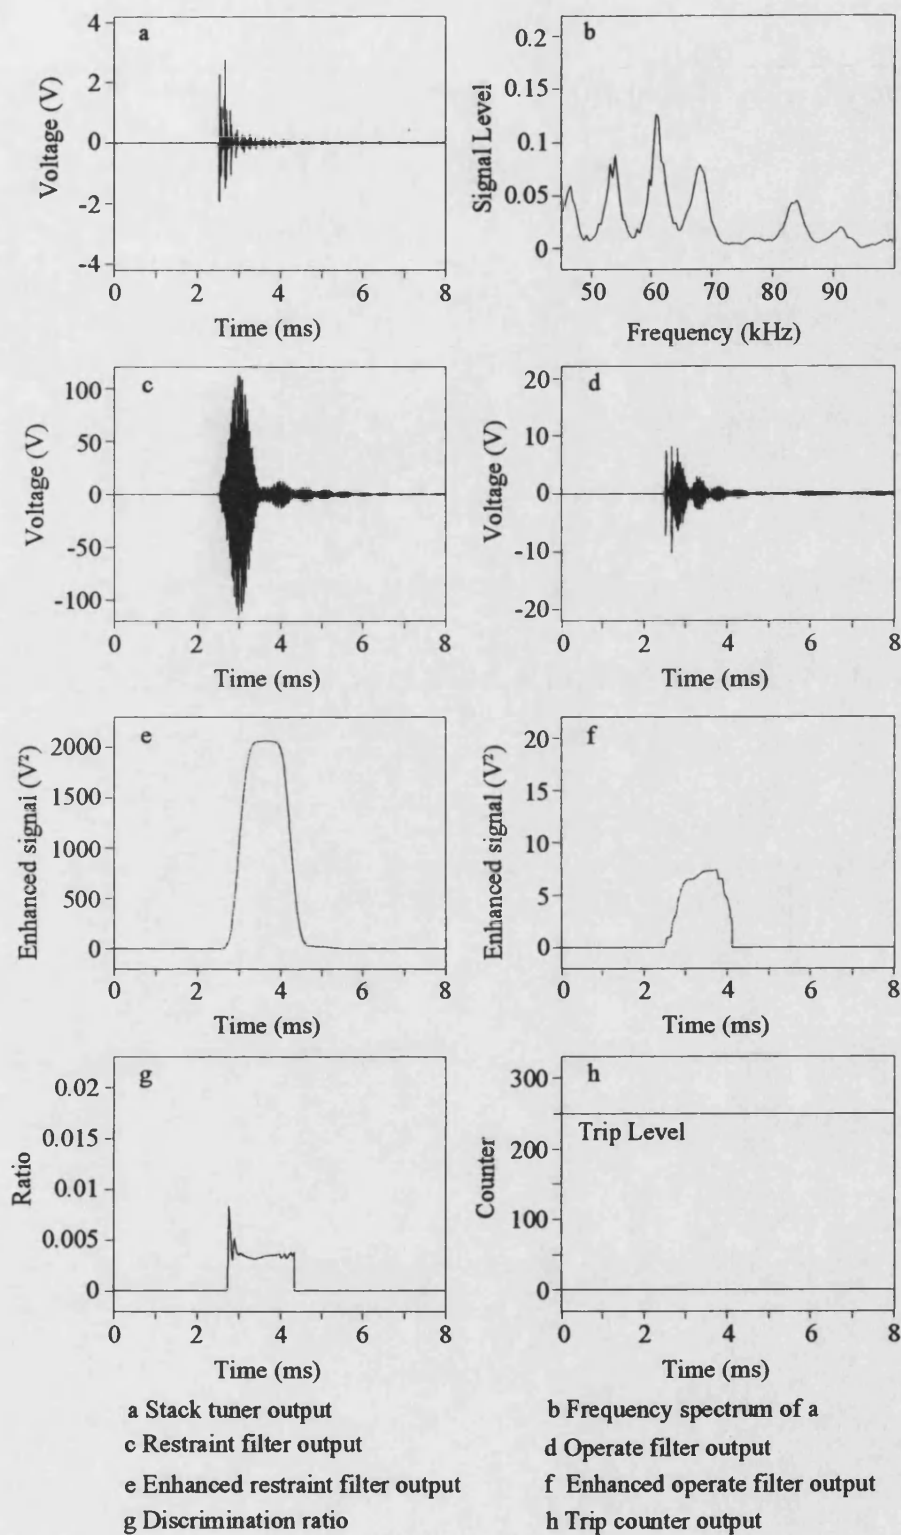 a
4
2
0
-2
-4
Voltage (V)
0 2 4 6 8
Time (ms)
b
0.2
0.15
0.1
0.05
0
Signal Level
50 60 70 80 90
Frequency (kHz)
c
100
50
0
-50
-100
Voltage (V)
0 2 4 6 8
Time (ms)
d
20
10
0
-10
-20
Voltage (V)
0 2 4 6 8
Time (ms)
e
2000
1500
1000
500
0
Enhanced signal (V²)
0 2 4 6 8
Time (ms)
f
20
15
10
5
0
Enhanced signal (V²)
0 2 4 6 8
Time (ms)
g
0.02
0.015
0.01
0.005
0
Ratio
0 2 4 6 8
Time (ms)
h
300
200
100
0
Counter
Trip Level
0 2 4 6 8
Time (ms)
a Stack tuner output
b Frequency spectrum of a
c Restraint filter output
d Operate filter output
e Enhanced restraint filter output
f Enhanced operate filter output
g Discrimination ratio
h Trip counter output